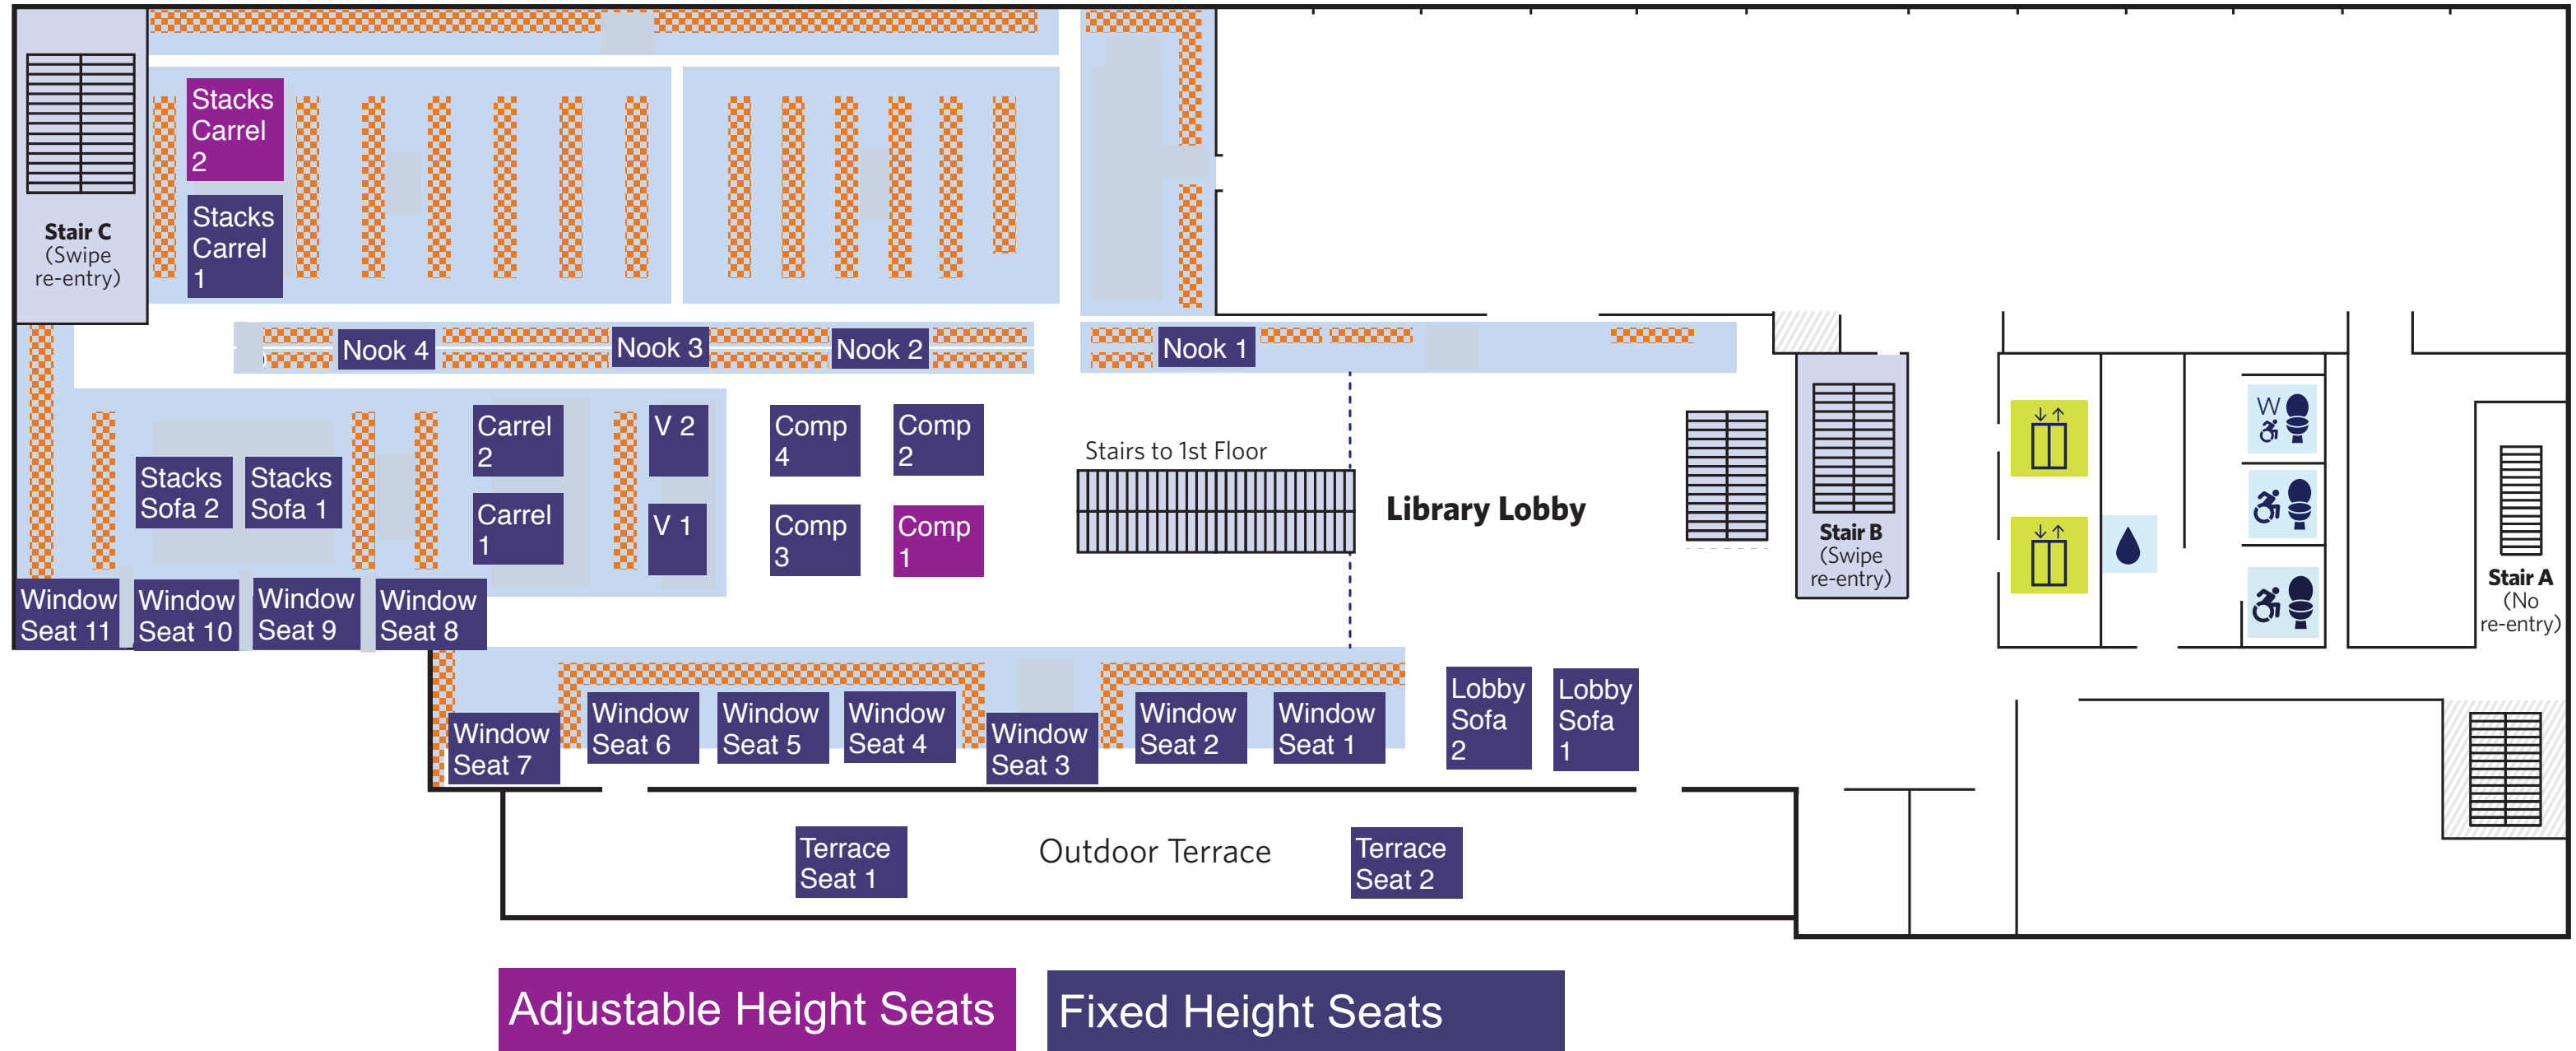 Stacks
Carrel
2
Stacks
Carrel
1
Stair C
(Swipe
re-entry)
Nook 4
Nook 3
Nook 2
Nook 1
Carrel
2
V 2
Comp
4
Comp
2
W
Stairs to 1st Floor
Stacks
Sofa 2
Stacks
Sofa 1
Carrel
1
V 1
Comp
3
Comp
1
Library Lobby
Stair B
(Swipe
re-entry)
Stair A
(No
re-entry)
Window
Seat 11
Window
Seat 10
Window
Seat 9
Window
Seat 8
Window
Seat 7
Window
Seat 6
Window
Seat 5
Window
Seat 4
Window
Seat 3
Window
Seat 2
Window
Seat 1
Lobby
Sofa
2
Lobby
Sofa
1
Terrace
Seat 1
Outdoor Terrace
Terrace
Seat 2
Adjustable Height Seats
Fixed Height Seats